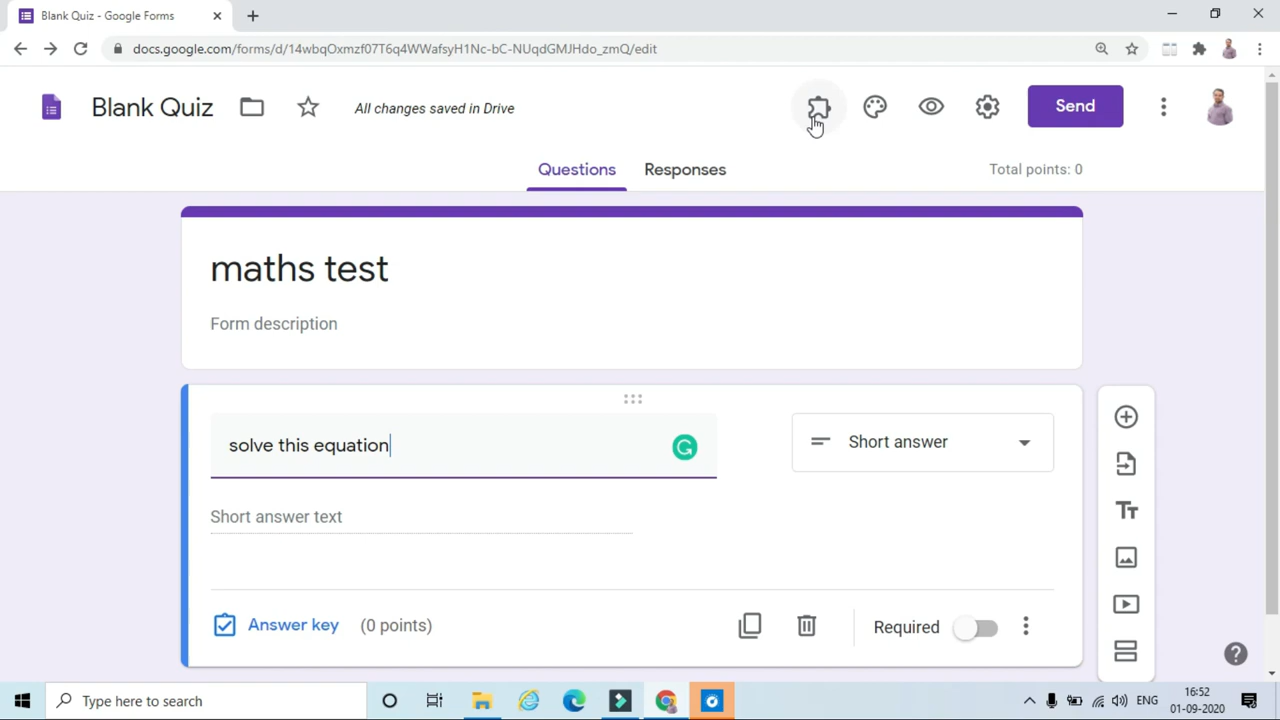 Blank Quiz - Google Forms
docs.google.com/forms/d/14wbqOxmzf07T6q4WWafsyH1Nc-bC-NUqdGMJHdo_zmQ/edit
Blank Quiz
All changes saved in Drive
Send
Questions
Responses
Total points: 0
maths test
Form description
solve this equation
Short answer
Short answer text
Answer key
(0 points)
Required
Type here to search
ENG
16:52
01-09-2020